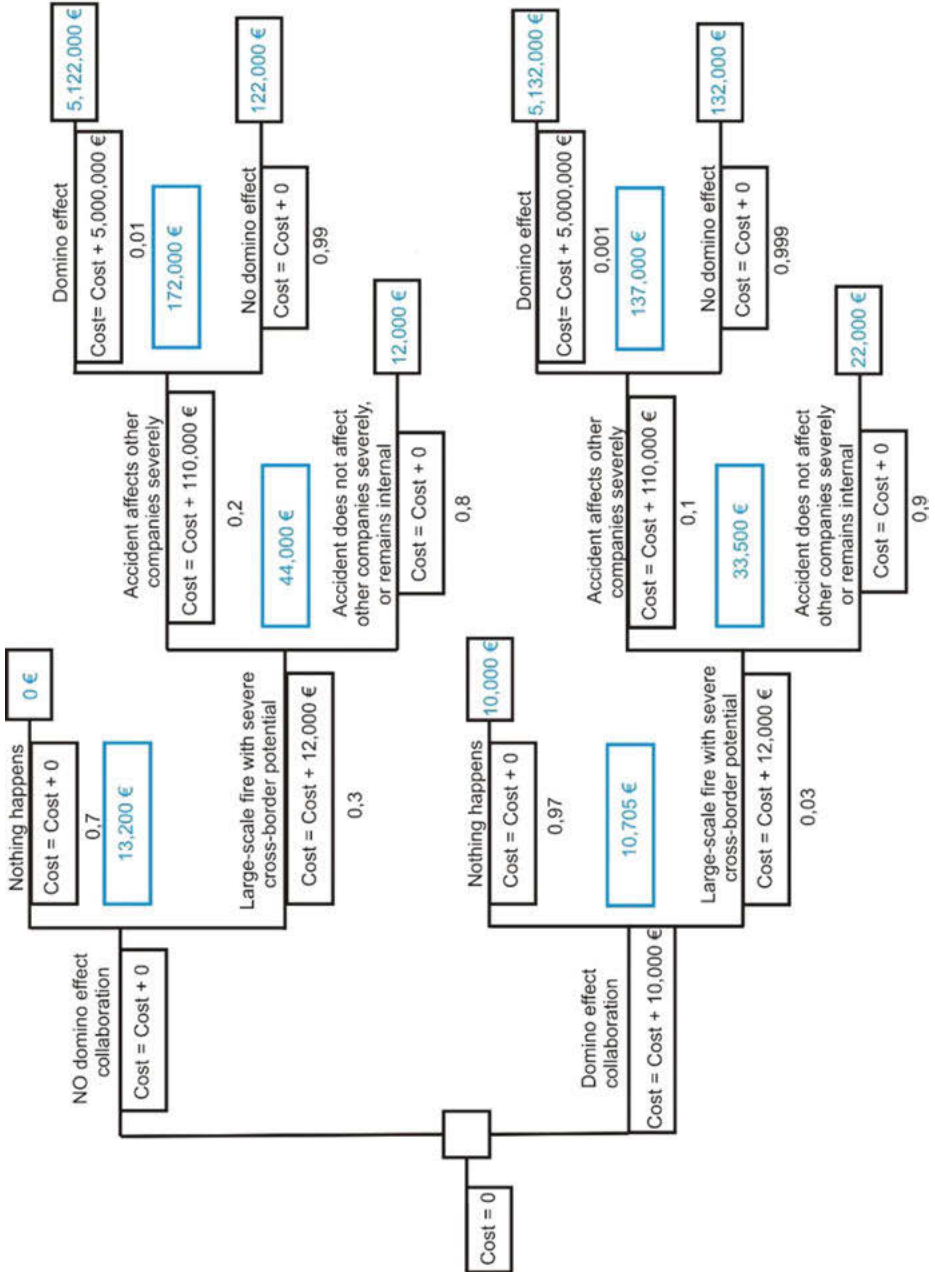 Cost = 0
NO domino effect
collaboration
Cost = Cost + 0
Nothing happens
0 €
Cost = Cost + 0
0,7
13,200 €
Large-scale fire with severe
cross-border potential
Cost = Cost + 12,000 €
0,3
Accident affects other
companies severely
Cost = Cost + 110,000 €
0,2
44,000 €
Accident does not affect
other companies severely,
or remains internal
12,000 €
Cost = Cost + 0
0,8
Domino effect
5,122,000 €
Cost= Cost + 5,000,000 €
0,01
172,000 €
No domino effect
122,000 €
Cost = Cost + 0
0,99
Domino effect
collaboration
Cost = Cost + 10,000 €
Nothing happens
10,000 €
Cost = Cost + 0
0,97
10,705 €
Large-scale fire with severe
cross-border potential
Cost = Cost + 12,000 €
0,03
Accident affects other
companies severely
Cost = Cost + 110,000 €
0,1
33,500 €
Accident does not affect
other companies severely
or remains internal
22,000 €
Cost = Cost + 0
0,9
Domino effect
5,132,000 €
Cost= Cost + 5,000,000 €
0,001
137,000 €
No domino effect
132,000 €
Cost = Cost + 0
0,999